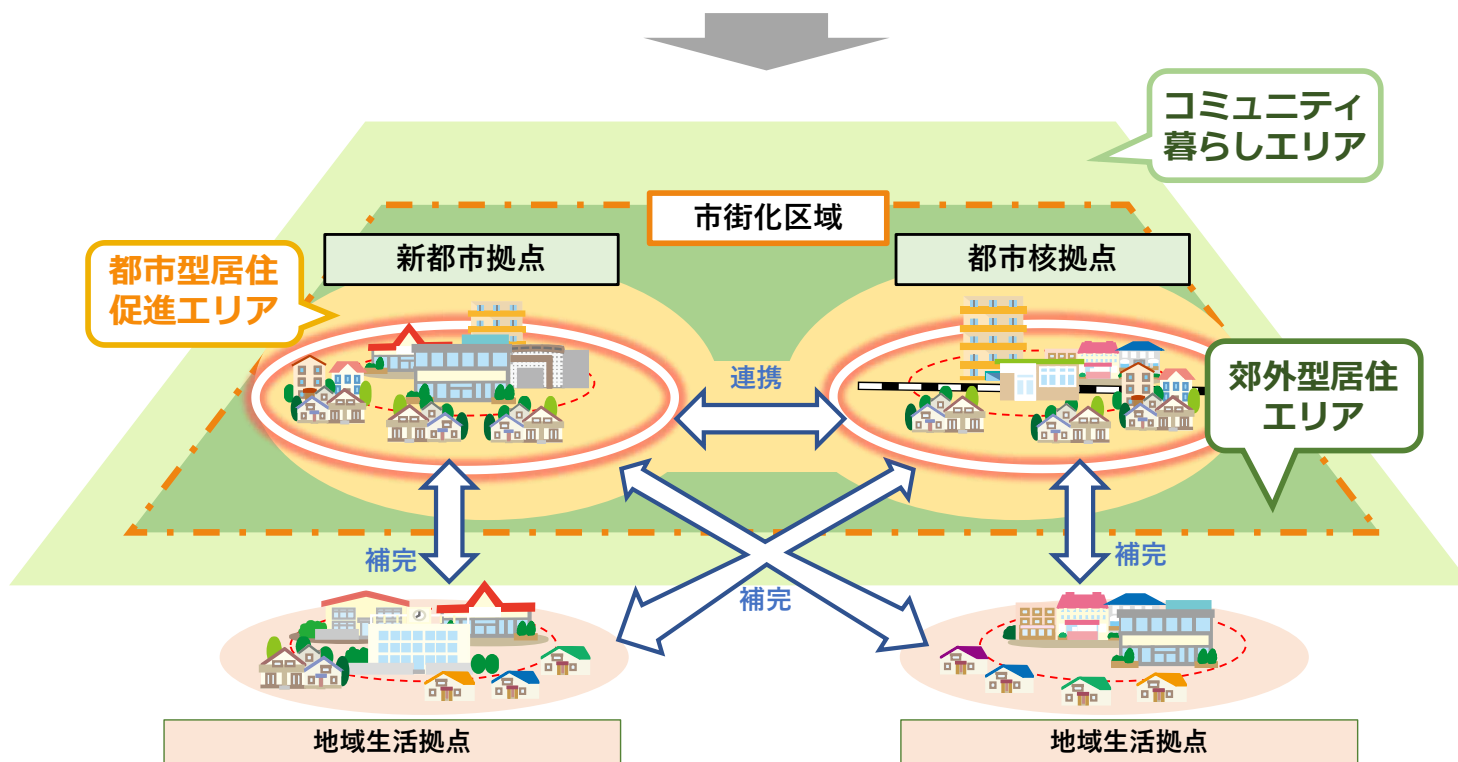 コミュニティ
暮らしエリア
市街化区域
新都市拠点
都市核拠点
都市型居住
促進エリア
連携
郊外型居住
エリア
補完
補完
補完
地域生活拠点
地域生活拠点